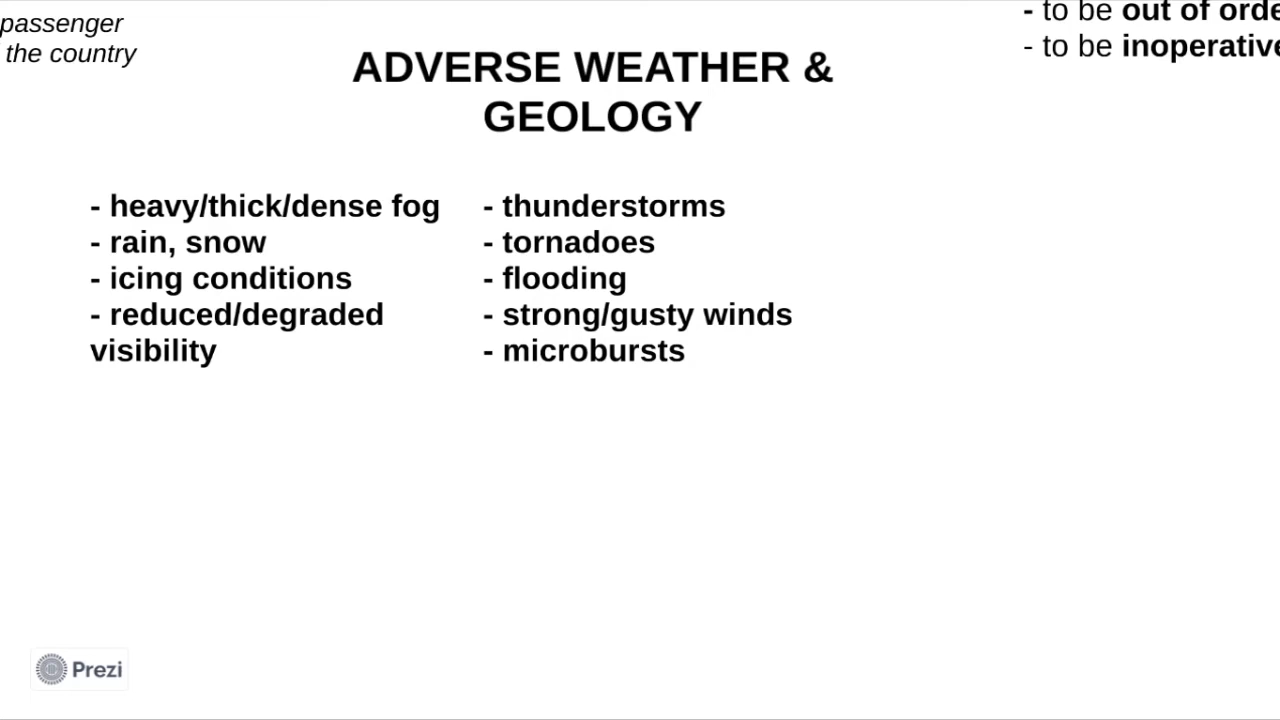 passenger
the country
- to be out of orde
- to be inoperative
ADVERSE WEATHER &
GEOLOGY
- heavy/thick/dense fog
- rain, snow
- icing conditions
- reduced/degraded
visibility
- thunderstorms
- tornadoes
- flooding
- strong/gusty winds
- microbursts
Prezi